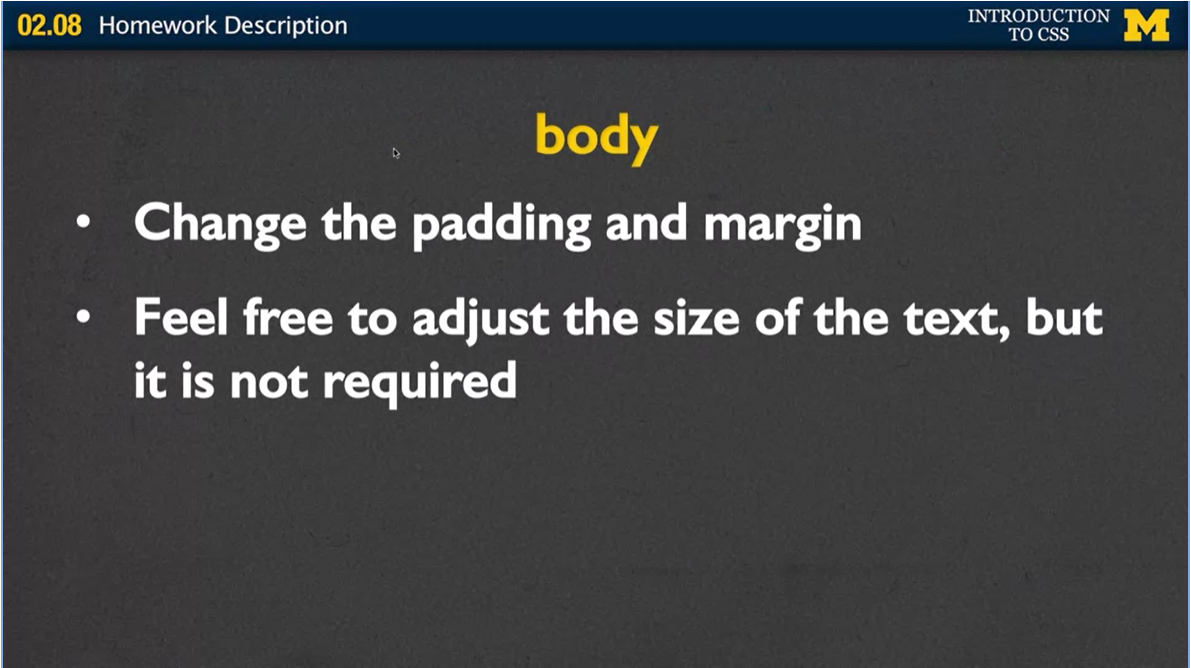 02.08 Homework Description
INTRODUCTION
TO CSS
M
body
• Change the padding and margin
• Feel free to adjust the size of the text, but
it is not required